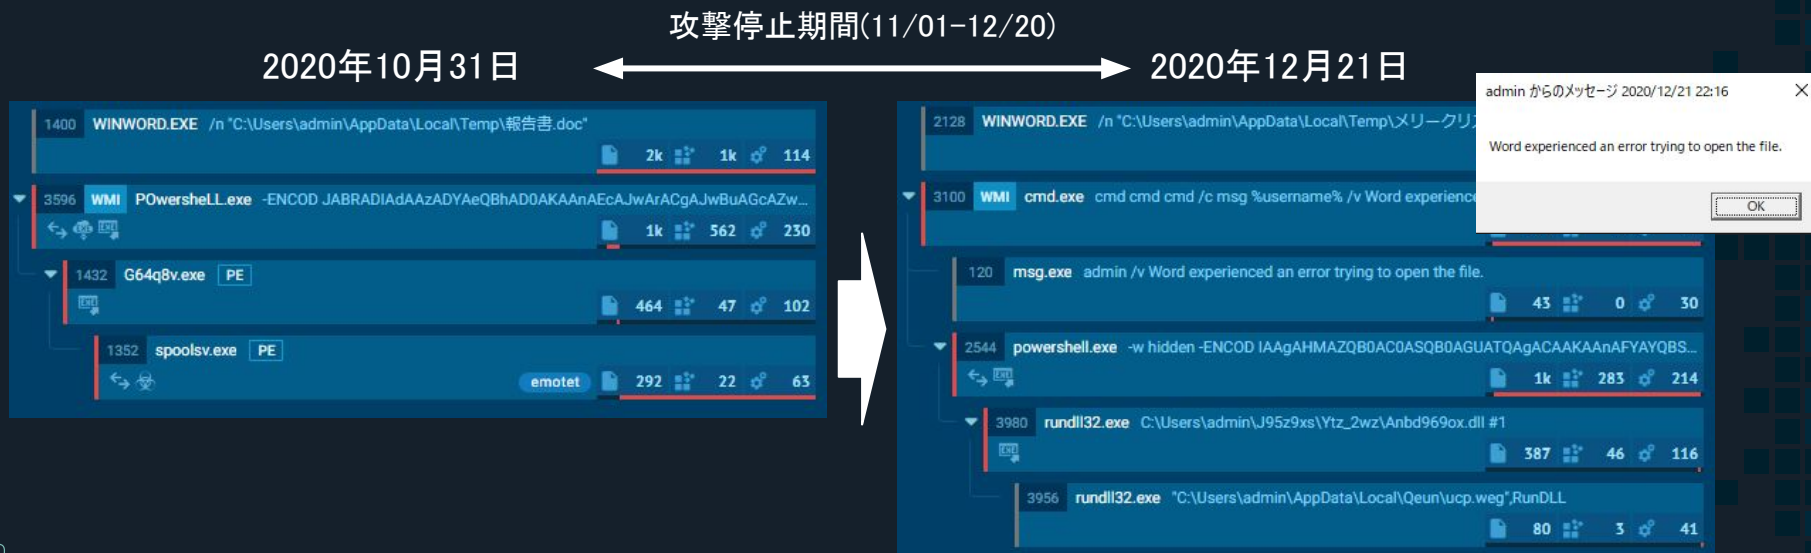 攻撃停止期間(11/01-12/20)
2020年10月31日
2020年12月21日
1400 WINWORD.EXE /n "C:\Users\admin\AppData\Local\Temp\報告書.doc"
2k 1k 114
3596 WMI POwersheLL.exe -ENCOD JABRADIAdAAzADYAeQBhAD0AKAAnAEcAJwArACgAJwBuAGcAZw...
1k 562 230
1432 G64q8v.exe PE
464 47 102
1352 spoolsv.exe PE
emotet 292 22 63
2128 WINWORD.EXE /n "C:\Users\admin\AppData\Local\Temp\メリークリ
3100 WMI cmd.exe cmd cmd cmd /c msg %username% /v Word experience
120 msg.exe admin /v Word experienced an error trying to open the file.
43 0 30
2544 powershell.exe -w hidden -ENCOD IAAgAHMAZQB0AC0ASQB0AGUATQAgACAAKAAnAFYAYQBS...
1k 283 214
3980 rundll32.exe C:\Users\admin\J95z9xs\Ytz_2wz\Anbd969ox.dll #1
387 46 116
3956 rundll32.exe "C:\Users\admin\AppData\Local\Qeun\ucp.weg",RunDLL
80 3 41
admin からのメッセージ 2020/12/21 22:16
Word experienced an error trying to open the file.
OK